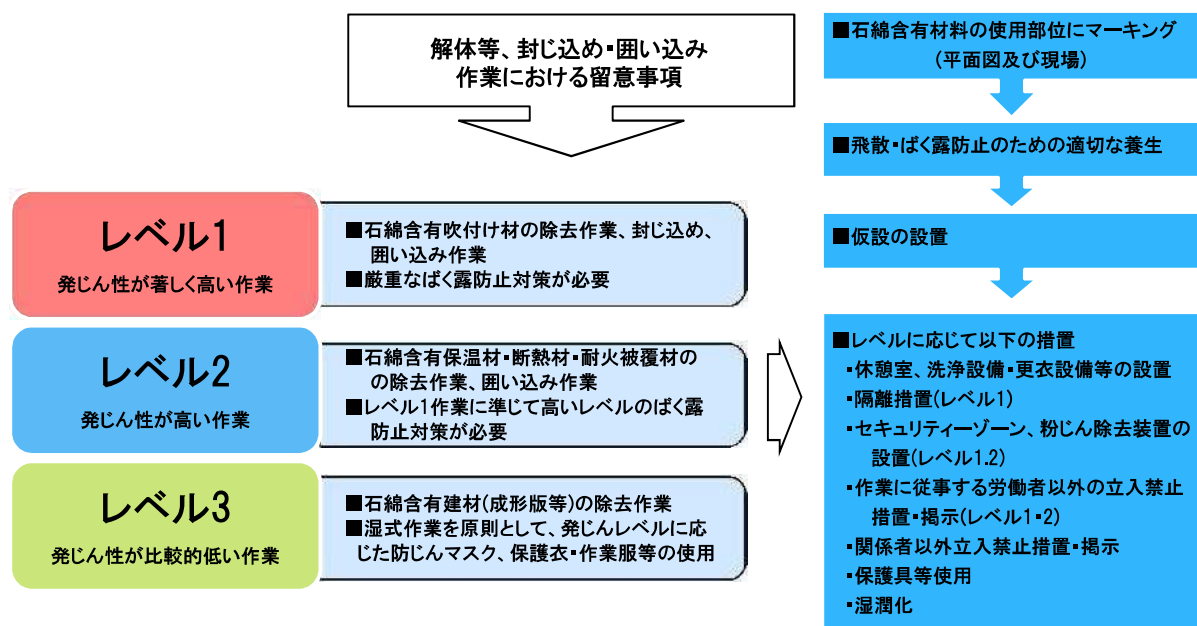 解体等、封じ込め・囲い込み
作業における留意事項
レベル1
発じん性が著しく高い作業
■石綿含有吹付け材の除去作業、封じ込め、
囲い込み作業
■厳重なばく露防止対策が必要
レベル2
発じん性が高い作業
■石綿含有保温材・断熱材・耐火被覆材の
の除去作業、囲い込み作業
■レベル1作業に準じて高いレベルのばく露
防止対策が必要
レベル3
発じん性が比較的低い作業
■石綿含有建材(成形版等)の除去作業
■湿式作業を原則として、発じんレベルに応
じた防じんマスク、保護衣・作業服等の使用
■石綿含有材料の使用部位にマーキング
(平面図及び現場)
■飛散・ばく露防止のための適切な養生
■仮設の設置
■レベルに応じて以下の措置
・休憩室、洗浄設備・更衣設備等の設置
・隔離措置(レベル1)
・セキュリティーゾーン、粉じん除去装置の
設置(レベル1.2)
・作業に従事する労働者以外の立入禁止
措置・掲示(レベル1・2)
・関係者以外立入禁止措置・掲示
・保護具等使用
・湿潤化